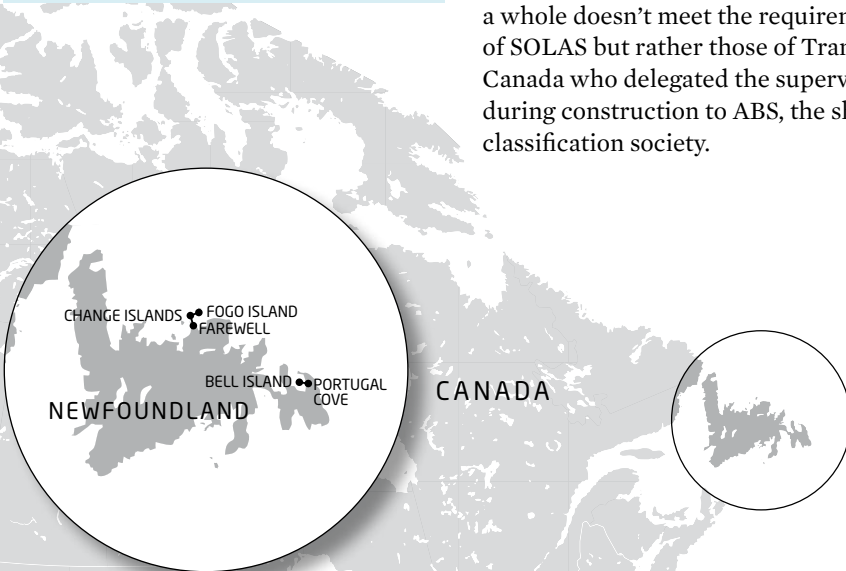 a whole doesn’t meet the
of SOLAS but rather those of
Canada who delegated the
during construction to ABS, the
classification society.
CHANGE ISLANDS
FOGO ISLAND
FAREWELL
BELL ISLAND
PORTUGAL
COVE
NEWFOUNDLAND
CANADA